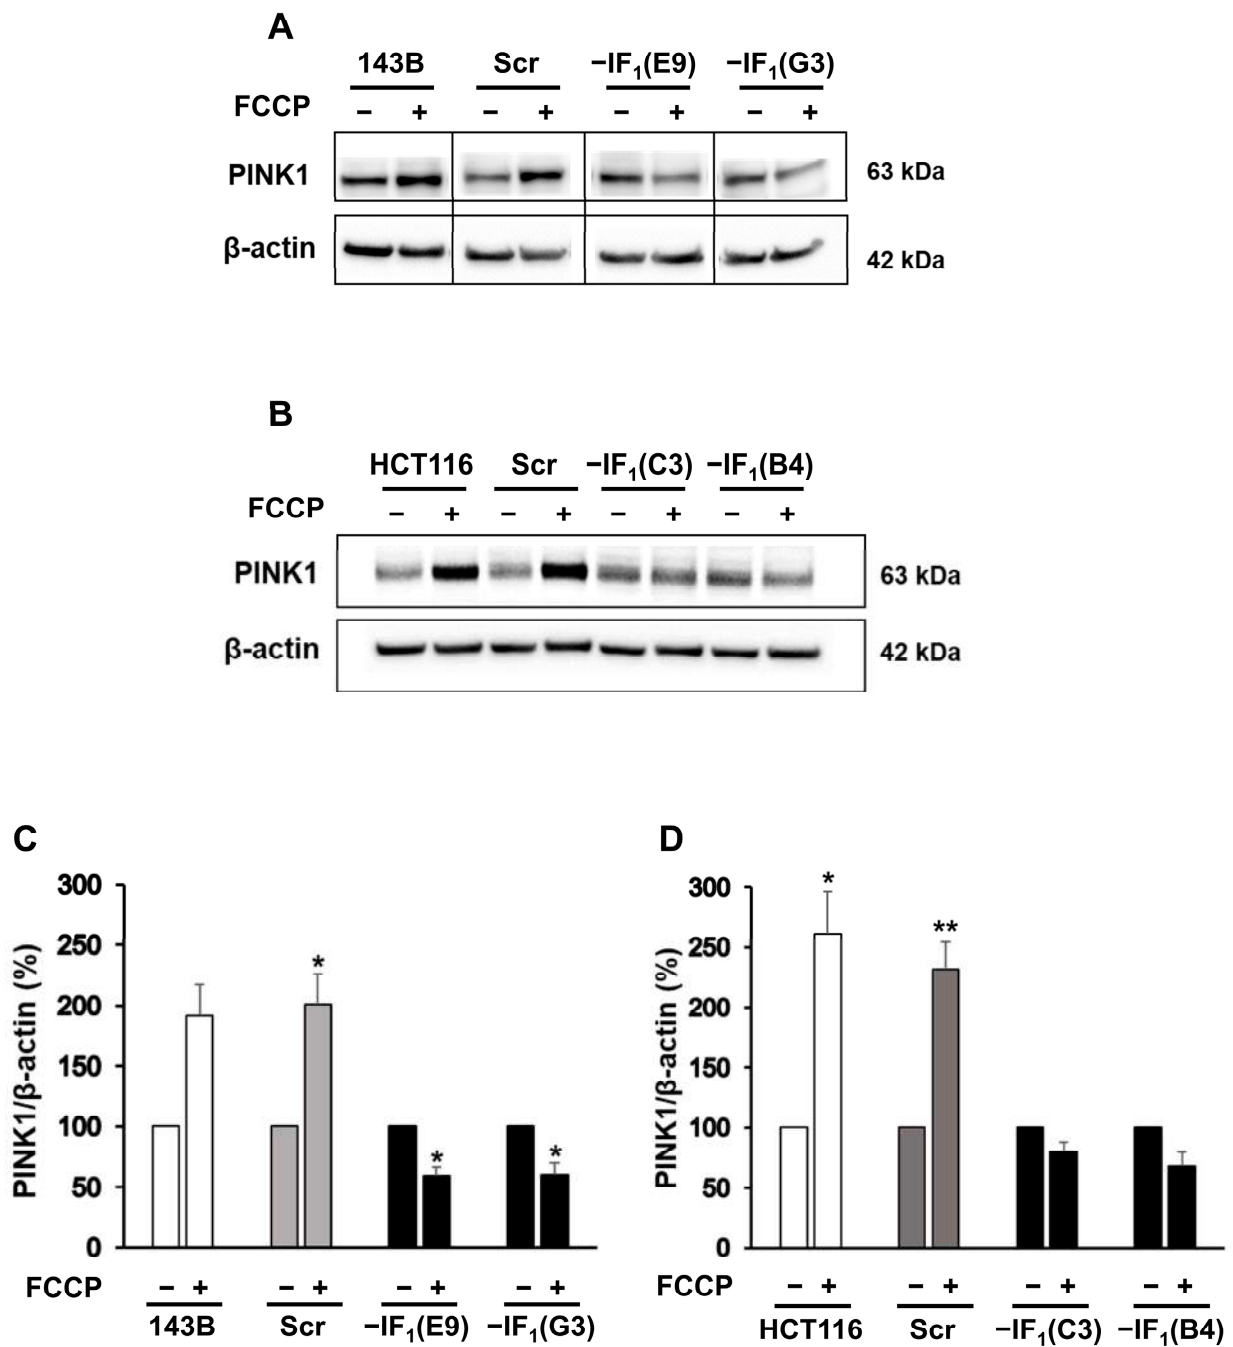 A
143B Scr −IF₁(E9) −IF₁(G3)
FCCP − + − + − + − +
PINK1 63 kDa
β-actin 42 kDa
B
HCT116 Scr −IF₁(C3) −IF₁(B4)
FCCP − + − + − + − +
PINK1 63 kDa
β-actin 42 kDa
C
PINK1/β-actin (%)
300
250
200
150
100
50
0
*
*
*
FCCP − + − + − + − +
143B Scr −IF₁(E9) −IF₁(G3)
D
PINK1/β-actin (%)
300
250
200
150
100
50
0
*
**
FCCP − + − + − + − +
HCT116 Scr −IF₁(C3) −IF₁(B4)